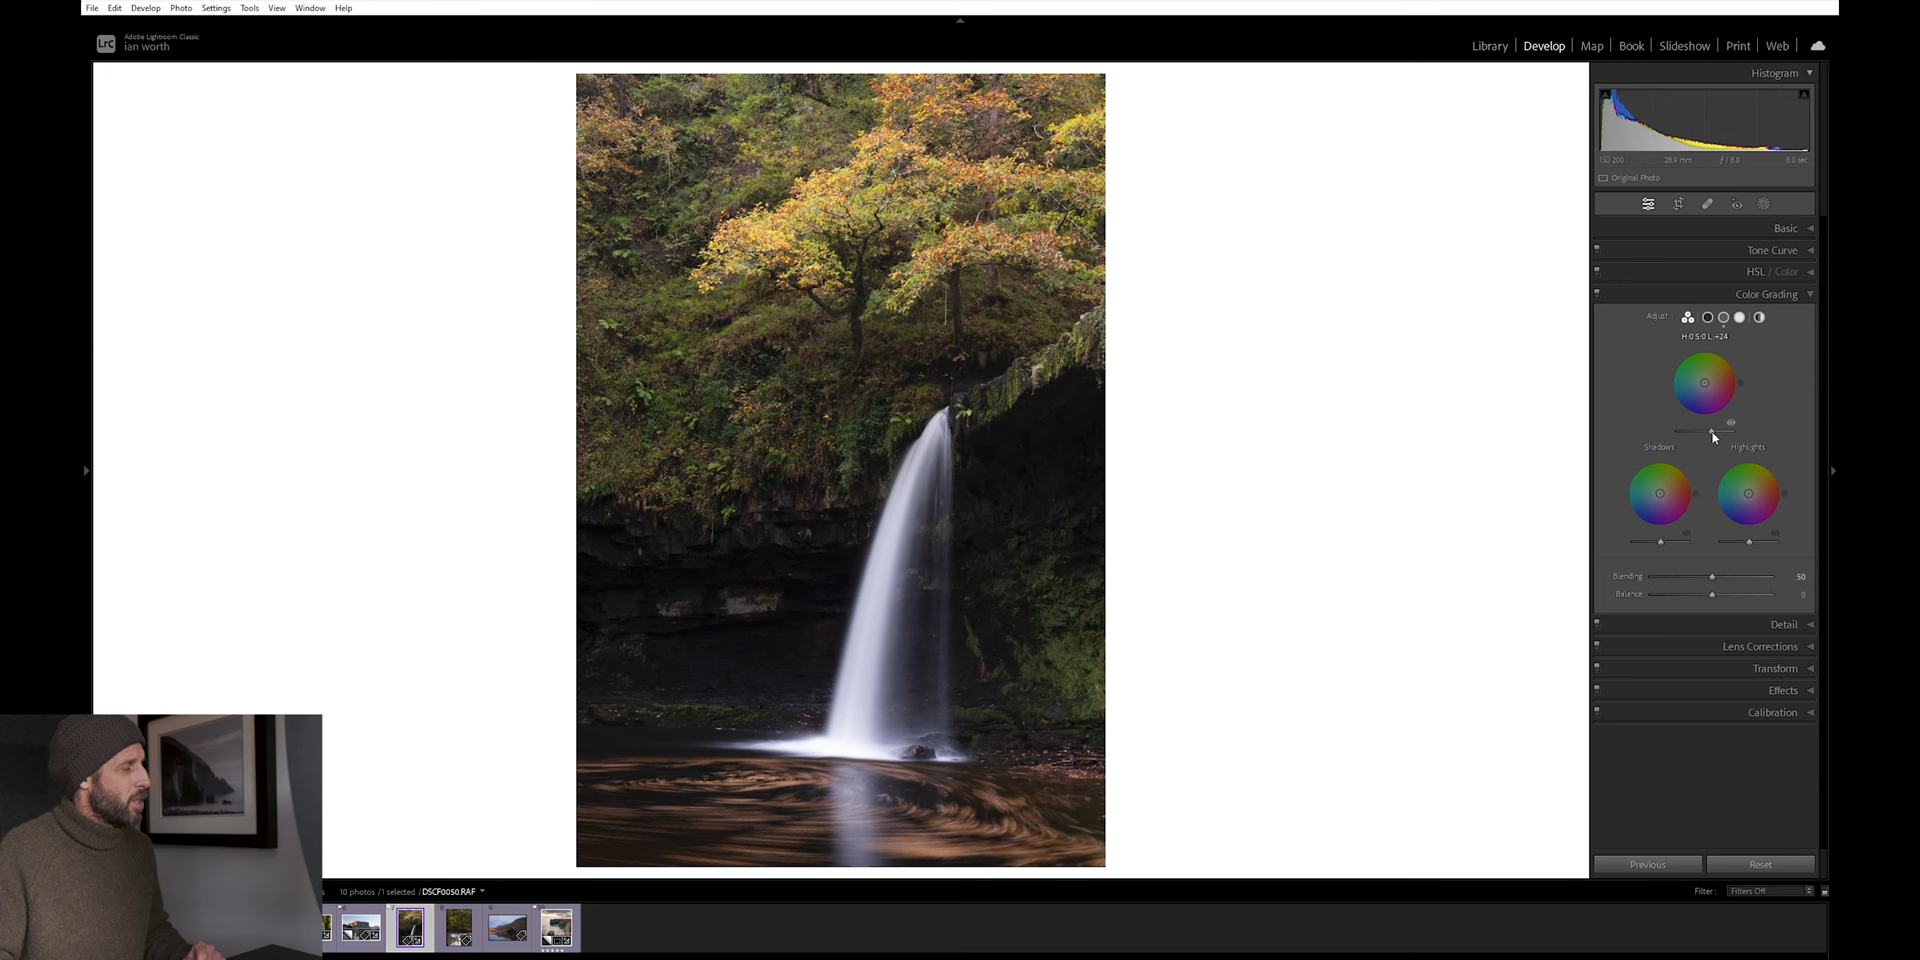 File Edit Develop Photo Settings Tools View Window Help
Lrc
Adobe Lightroom Classic
ian worth
Library | Develop | Map | Book | Slideshow | Print | Web
Histogram
ISO 200 28.9 mm ƒ / 8.0 8.0 sec
Original Photo
Basic
Tone Curve
HSL / Color
Color Grading
Adjust :
H:0 S:0 L:+24
Shadows Highlights
Blending 50
Balance 0
Detail
Lens Corrections
Transform
Effects
Calibration
Previous Reset
10 photos / 1 selected / DSCF0050.RAF
Filter : Filters Off